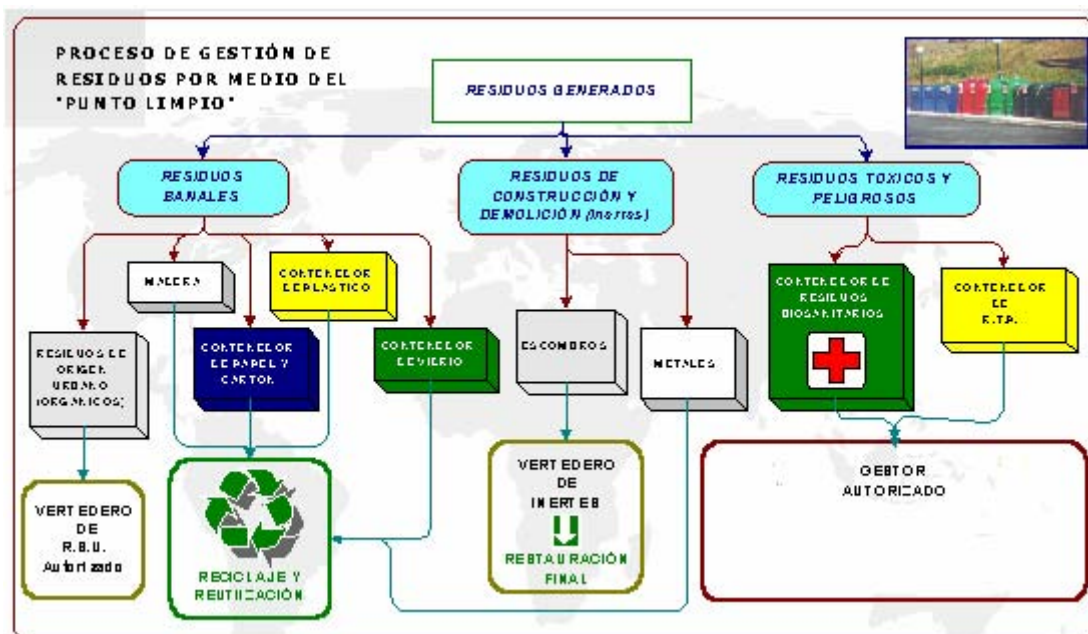 PROCESO DE GESTIÓN DE
RESIDUOS POR MEDIO DEL
"PUNTO LIMPIO"
RESIDUOS GENERADOS
RESIDUOS
BANALES
RESIDUOS DE
CONSTRUCCIÓN Y
DEMOLICIÓN (Inertes)
RESIDUOS TOXICOS Y
PELIGROSOS
MADERA
CONTENEDOR
DE PLASTICO
RESIDUOS DE
ORIGEN
URBANO
(ORGANICOS)
CONTENEDOR
DE PAPEL Y
CARTON
CONTENEDOR
DE VIDRIO
ESCOMBROS
METALES
CONTENEDOR DE
RESIDUOS
BIOSANITARIOS
CONTENEDOR
DE
R.T.P.
VERTEDERO
DE
R.S.U.
Autorizado
RECICLAJE Y
REUTILIZACIÓN
VERTEDERO
DE
INERTES
RESTAURACIÓN
FINAL
GESTOR
AUTORIZADO